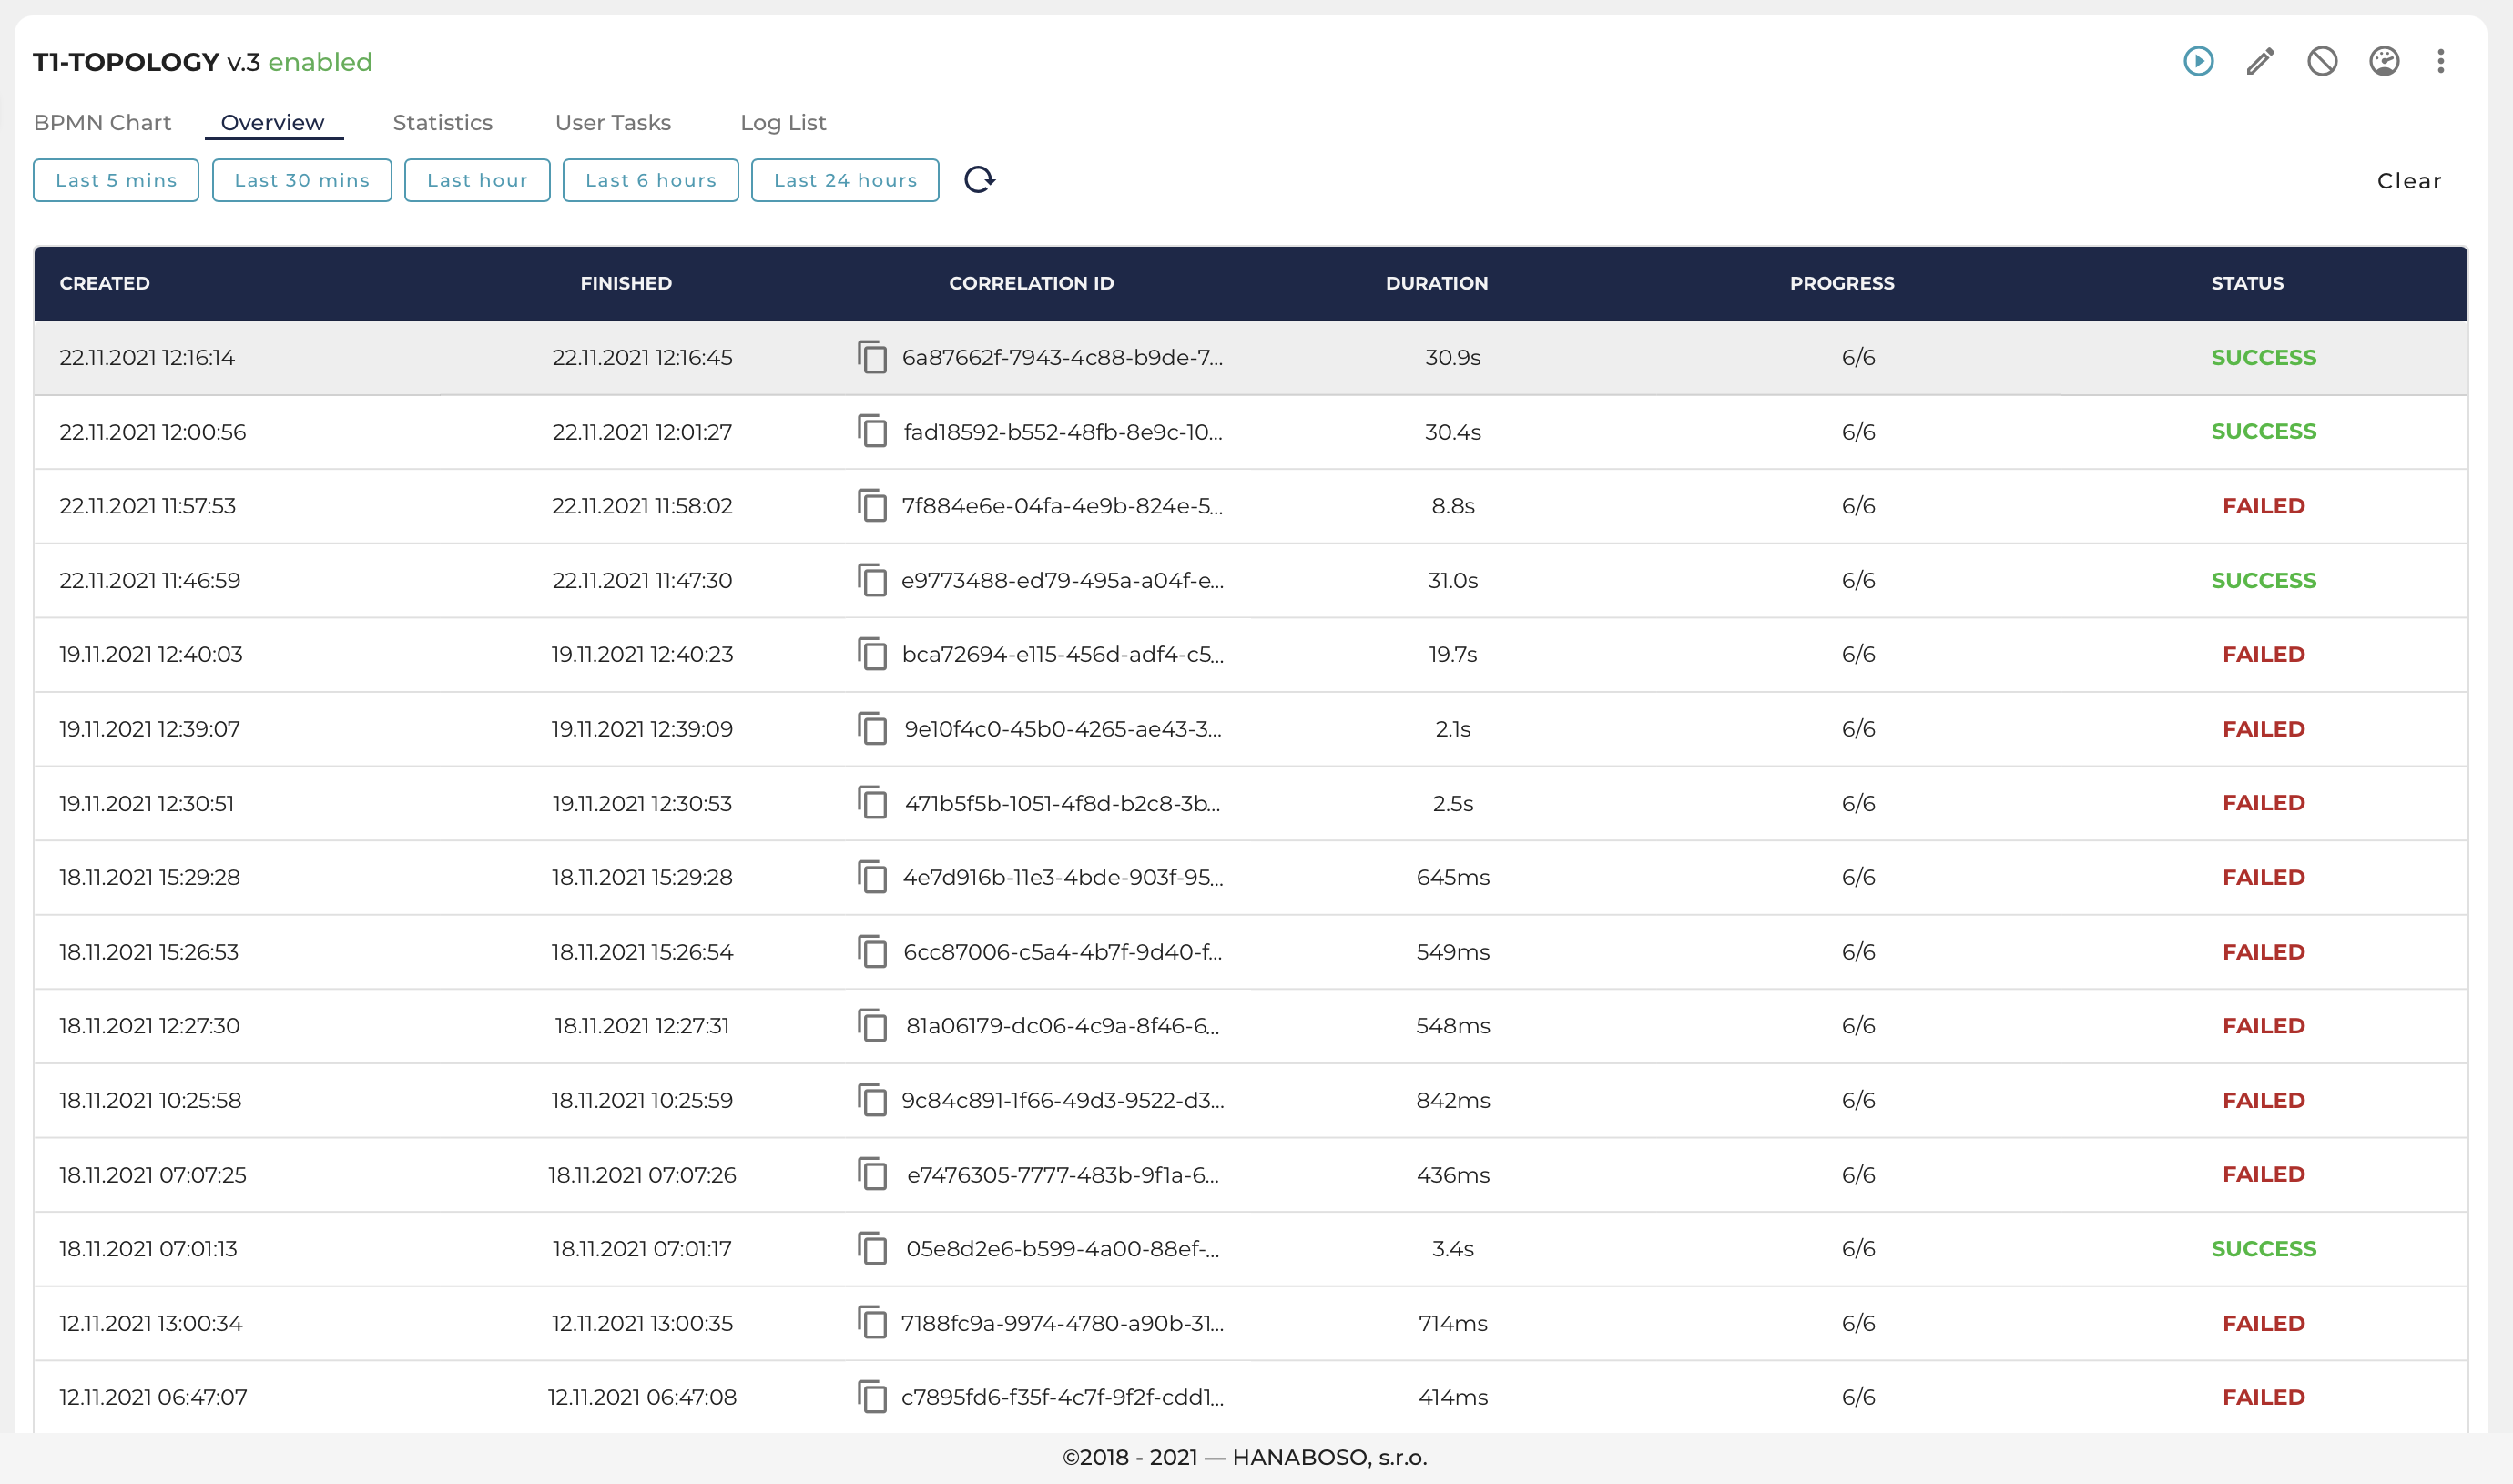 T1-TOPOLOGY v.3 enabled
BPMN Chart Overview Statistics User Tasks Log List
Last 5 mins Last 30 mins Last hour Last 6 hours Last 24 hours Clear
CREATED FINISHED CORRELATION ID DURATION PROGRESS STATUS
22.11.2021 12:16:14 22.11.2021 12:16:45 6a87662f-7943-4c88-b9de-7... 30.9s 6/6 SUCCESS
22.11.2021 12:00:56 22.11.2021 12:01:27 fad18592-b552-48fb-8e9c-10... 30.4s 6/6 SUCCESS
22.11.2021 11:57:53 22.11.2021 11:58:02 7f884e6e-04fa-4e9b-824e-5... 8.8s 6/6 FAILED
22.11.2021 11:46:59 22.11.2021 11:47:30 e9773488-ed79-495a-a04f-e... 31.0s 6/6 SUCCESS
19.11.2021 12:40:03 19.11.2021 12:40:23 bca72694-e115-456d-adf4-c5... 19.7s 6/6 FAILED
19.11.2021 12:39:07 19.11.2021 12:39:09 9e10f4c0-45b0-4265-ae43-3... 2.1s 6/6 FAILED
19.11.2021 12:30:51 19.11.2021 12:30:53 471b5f5b-1051-4f8d-b2c8-3b... 2.5s 6/6 FAILED
18.11.2021 15:29:28 18.11.2021 15:29:28 4e7d916b-11e3-4bde-903f-95... 645ms 6/6 FAILED
18.11.2021 15:26:53 18.11.2021 15:26:54 6cc87006-c5a4-4b7f-9d40-f... 549ms 6/6 FAILED
18.11.2021 12:27:30 18.11.2021 12:27:31 81a06179-dc06-4c9a-8f46-6... 548ms 6/6 FAILED
18.11.2021 10:25:58 18.11.2021 10:25:59 9c84c891-1f66-49d3-9522-d3... 842ms 6/6 FAILED
18.11.2021 07:07:25 18.11.2021 07:07:26 e7476305-7777-483b-9f1a-6... 436ms 6/6 FAILED
18.11.2021 07:01:13 18.11.2021 07:01:17 05e8d2e6-b599-4a00-88ef-... 3.4s 6/6 SUCCESS
12.11.2021 13:00:34 12.11.2021 13:00:35 7188fc9a-9974-4780-a90b-31... 714ms 6/6 FAILED
12.11.2021 06:47:07 12.11.2021 06:47:08 c7895fd6-f35f-4c7f-9f2f-cdd1... 414ms 6/6 FAILED
©2018 - 2021 — HANABOSO, s.r.o.